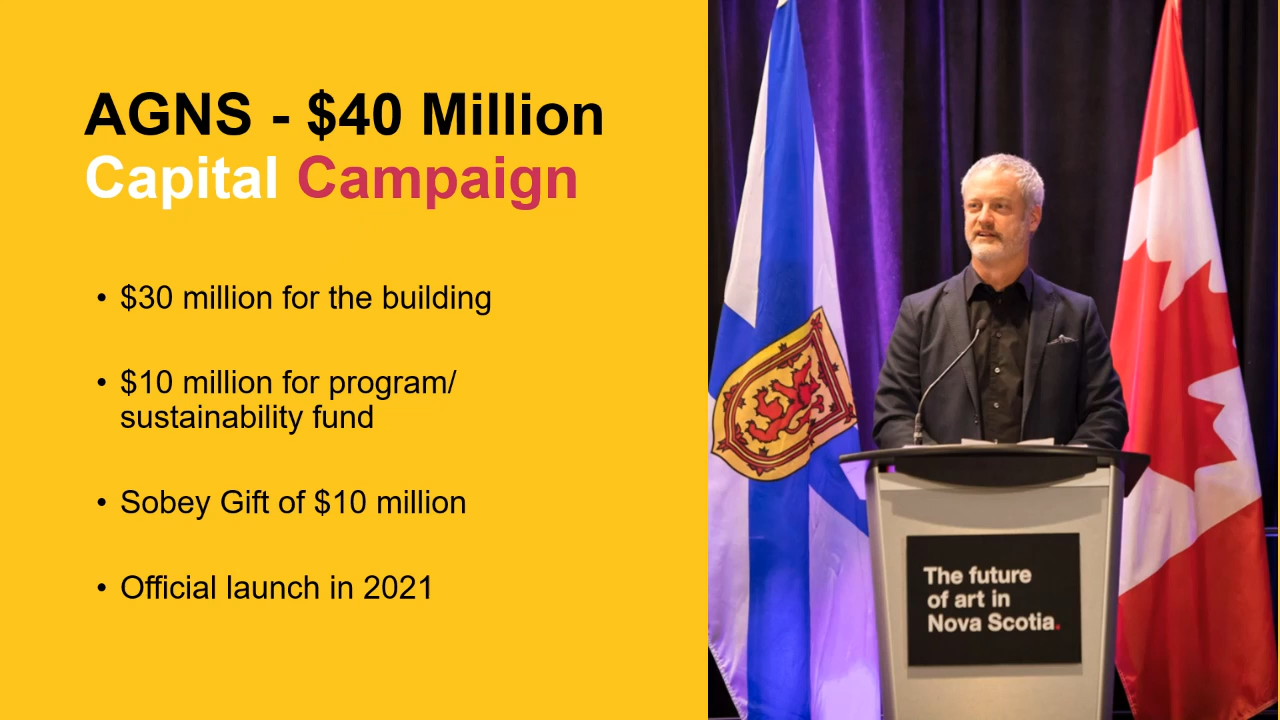 AGNS - $40 Million
Capital Campaign
• $30 million for the building
• $10 million for program/
sustainability fund
• Sobey Gift of $10 million
• Official launch in 2021
The future
of art in
Nova Scotia.